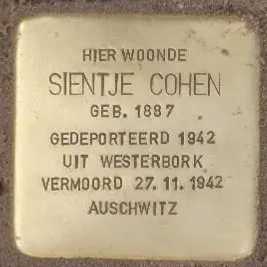 HIER WOONDE
SIENTJE COHEN
GEB. 1887
GEDEPORTEERD 1942
UIT WESTERBORK
VERMOORD 27.11.1942
AUSCHWITZ